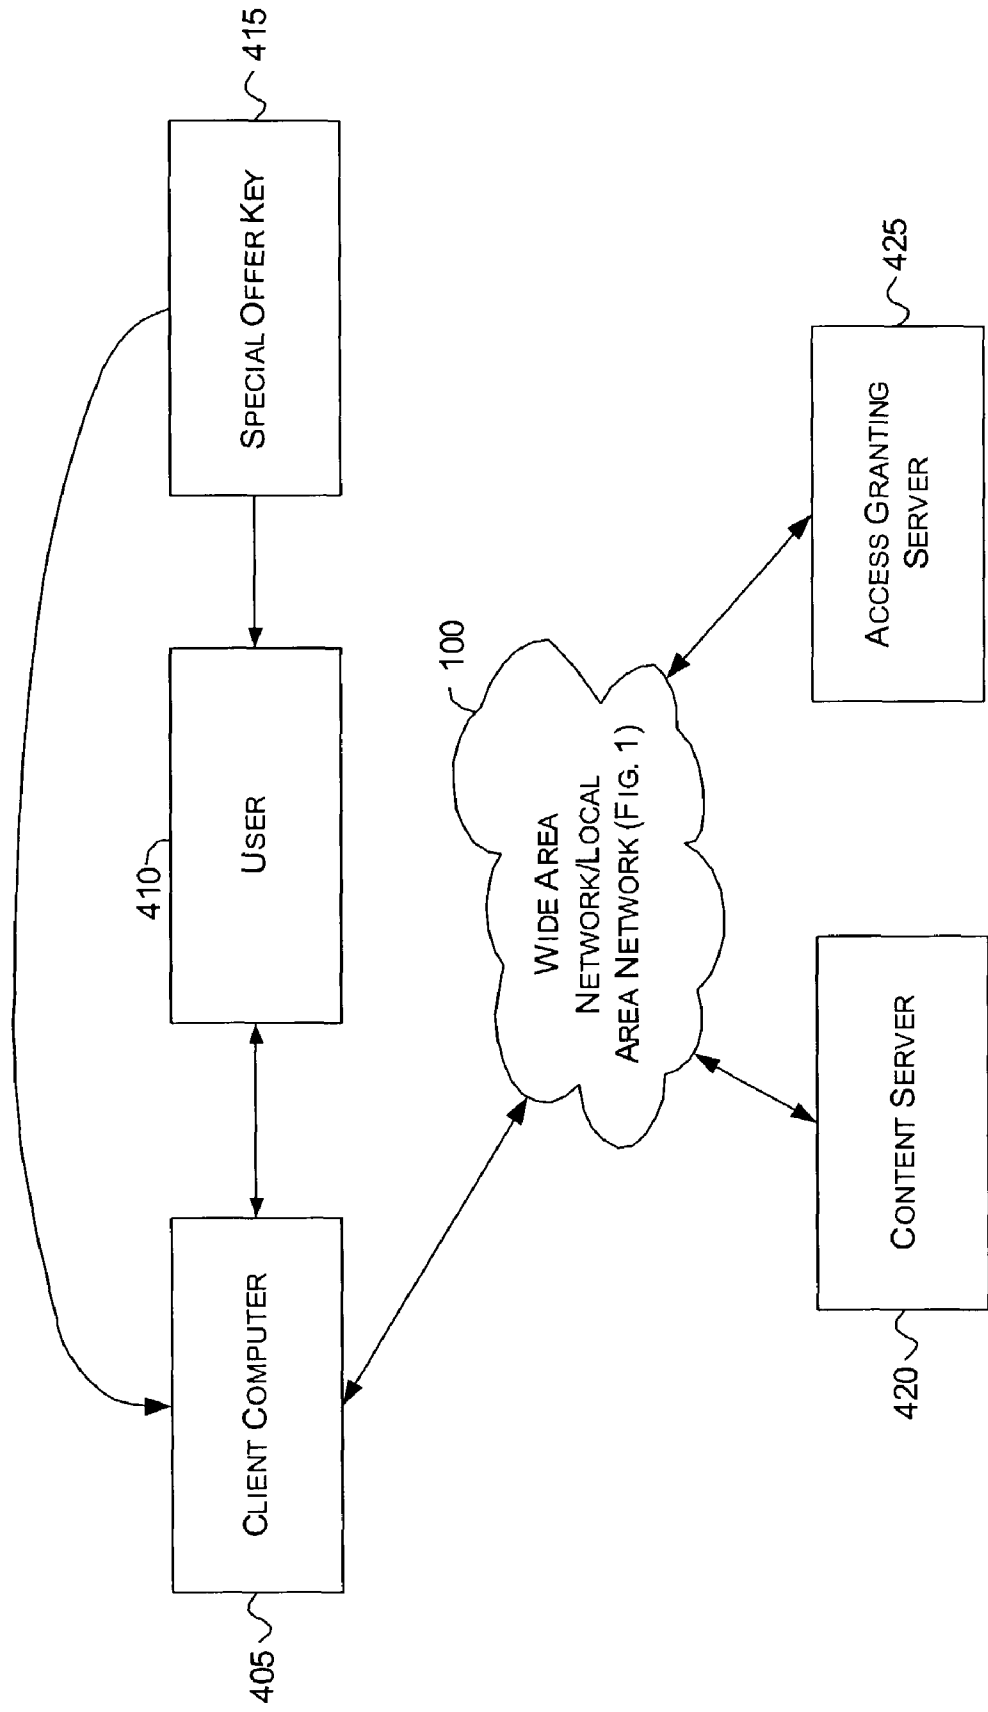 405
CLIENT COMPUTER
410
USER
415
SPECIAL OFFER KEY
100
WIDE AREA
NETWORK/LOCAL
AREA NETWORK (FIG. 1)
420
CONTENT SERVER
425
ACCESS GRANTING
SERVER